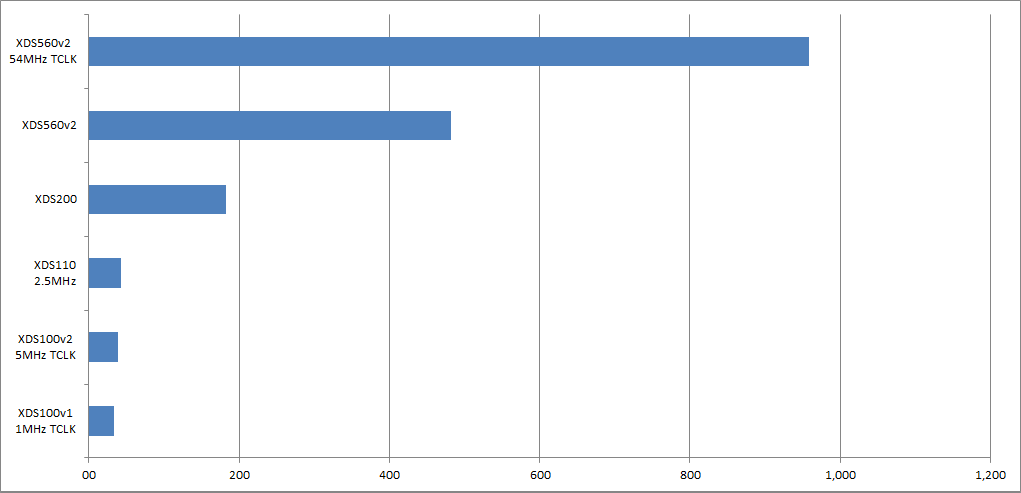 XDS560v2
54MHz TCLK
XDS560v2
XDS200
XDS110
2.5MHz
XDS100v2
5MHz TCLK
XDS100v1
1MHz TCLK
00 200 400 600 800 1,000 1,200